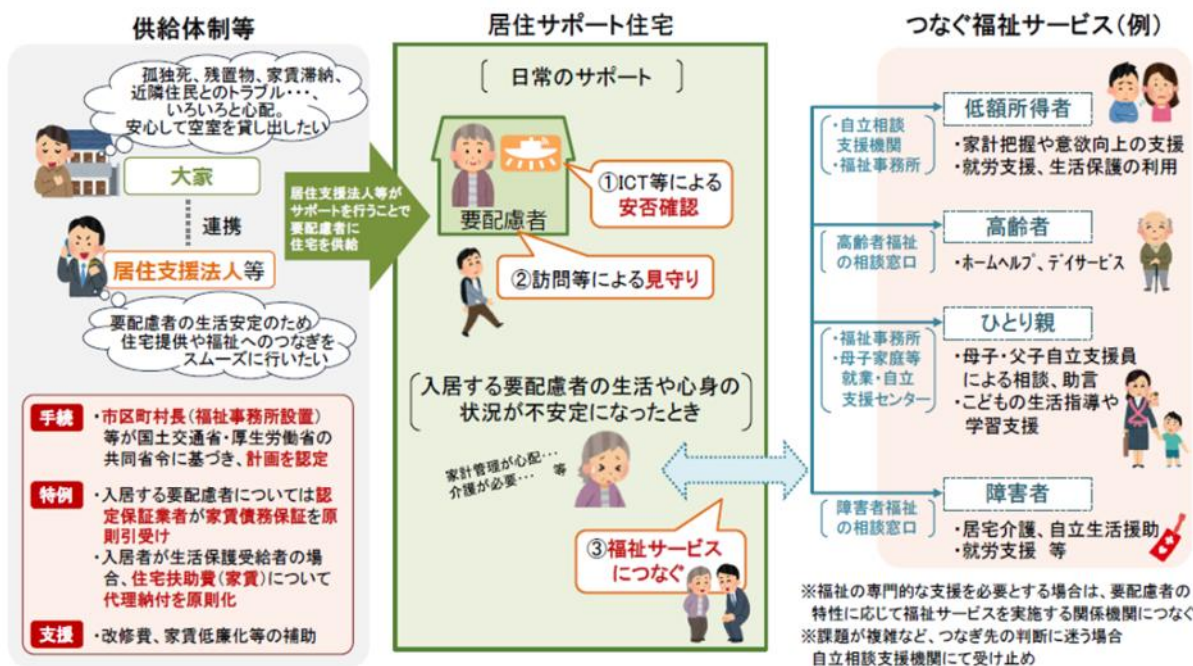 供給体制等
孤独死、残置物、家賃滞納、
近隣住民とのトラブル・・・、
いろいろと心配。
安心して空室を貸し出したい
大家
連携
居住支援法人等
要配慮者の生活安定のため
住宅提供や福祉へのつなぎを
スムーズに行いたい
手続
・市区町村長(福祉事務所設置)
等が国土交通省・厚生労働省の
共同省令に基づき、計画を認定
特例
・入居する要配慮者については認
定保証業者が家賃債務保証を原
則引受け
・入居者が生活保護受給者の場
合、住宅扶助費(家賃)について
代理納付を原則化
支援
・改修費、家賃低廉化等の補助
居住支援法人等が
サポートを行うことで
要配慮者に
住宅を供給
居住サポート住宅
日常のサポート
要配慮者
①ICT等による
安否確認
②訪問等による見守り
入居する要配慮者の生活や心身の
状況が不安定になったとき
家計管理が心配・・・
介護が必要・・・ 等
③福祉サービス
につなぐ
つなぐ福祉サービス(例)
・自立相談
支援機関
・福祉事務所
低額所得者
・家計把握や意欲向上の支援
・就労支援、生活保護の利用
高齢者福祉
の相談窓口
高齢者
・ホームヘルプ、デイサービス
・福祉事務所
・母子家庭等
就業・自立
支援センター
ひとり親
・母子・父子自立支援員
による相談、助言
・こどもの生活指導や
学習支援
障害者福祉
の相談窓口
障害者
・居宅介護、自立生活援助
・就労支援 等
※福祉の専門的な支援を必要とする場合は、要配慮者の
特性に応じて福祉サービスを実施する関係機関につなぐ
※課題が複雑など、つなぎ先の判断に迷う場合
自立相談支援機関にて受け止め